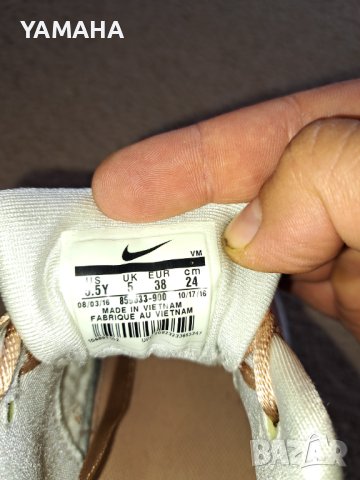 YAMAHA
VM
US UK EUR cm
5.5Y 5 38 24
08/03/16 10/17/16
MADE IN VIETNAM
FABRIQUE AU VIETNAM
BAZAR